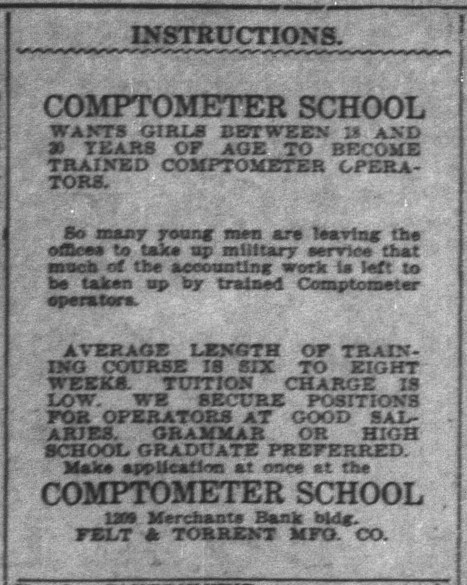 INSTRUCTIONS.
COMPTOMETER SCHOOL
WANTS GIRLS BETWEEN 18 AND
30 YEARS OF AGE TO BECOME
TRAINED COMPTOMETER OPERA-
TORS.
So many young men are leaving the
offices to take up military service that
much of the accounting work is left to
be taken up by trained Comptometer
operators.
AVERAGE LENGTH OF TRAIN-
ING COURSE IS SIX TO EIGHT
WEEKS. TUITION CHARGE IS
LOW. WE SECURE POSITIONS
FOR OPERATORS AT GOOD SAL-
ARIES. GRAMMAR OR HIGH
SCHOOL GRADUATE PREFERRED.
Make application at once at the
COMPTOMETER SCHOOL
1209 Merchants Bank bldg.
FELT & TORRENT MFG. CO.